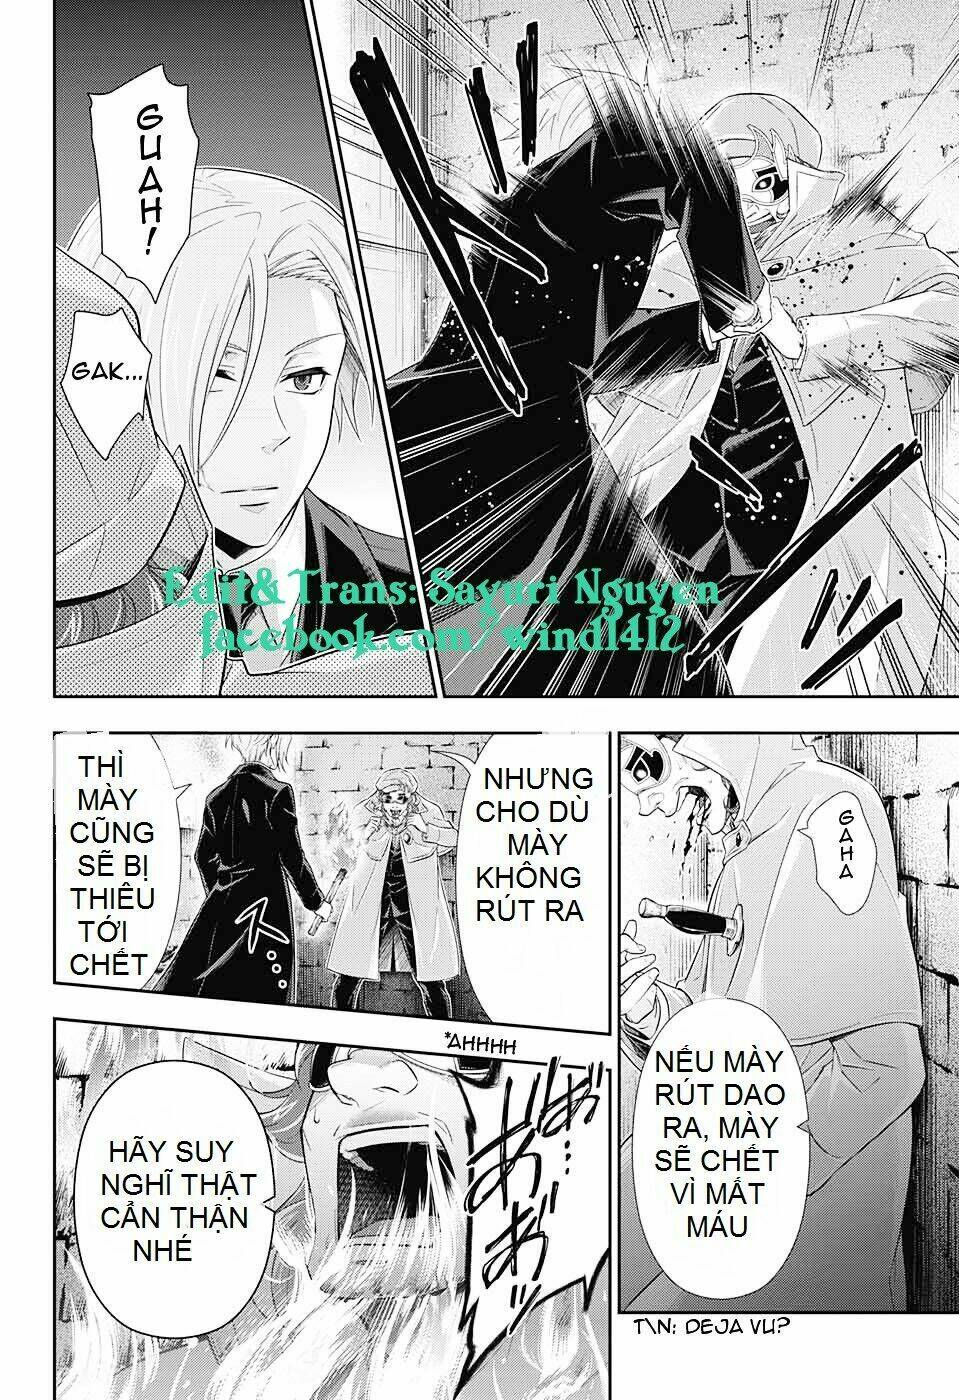 GUAH!
GAK...
Edit& Trans: Sayuri Nguyen
facebook.com/wind1412
GAHA
NẾU MÀY
RÚT DAO
RA, MÀY
SẼ CHẾT
VÌ MẤT
MÁU
T\N: DEJA VU?
NHƯNG
CHO DÙ
MÀY
KHÔNG
RÚT RA
THÌ
MÀY
CŨNG
SẼ BỊ
THIÊU
TỚI
CHẾT
ス
*AHHHH
HÃY SUY
NGHĨ THẬT
CẨN THẬN
NHÉ